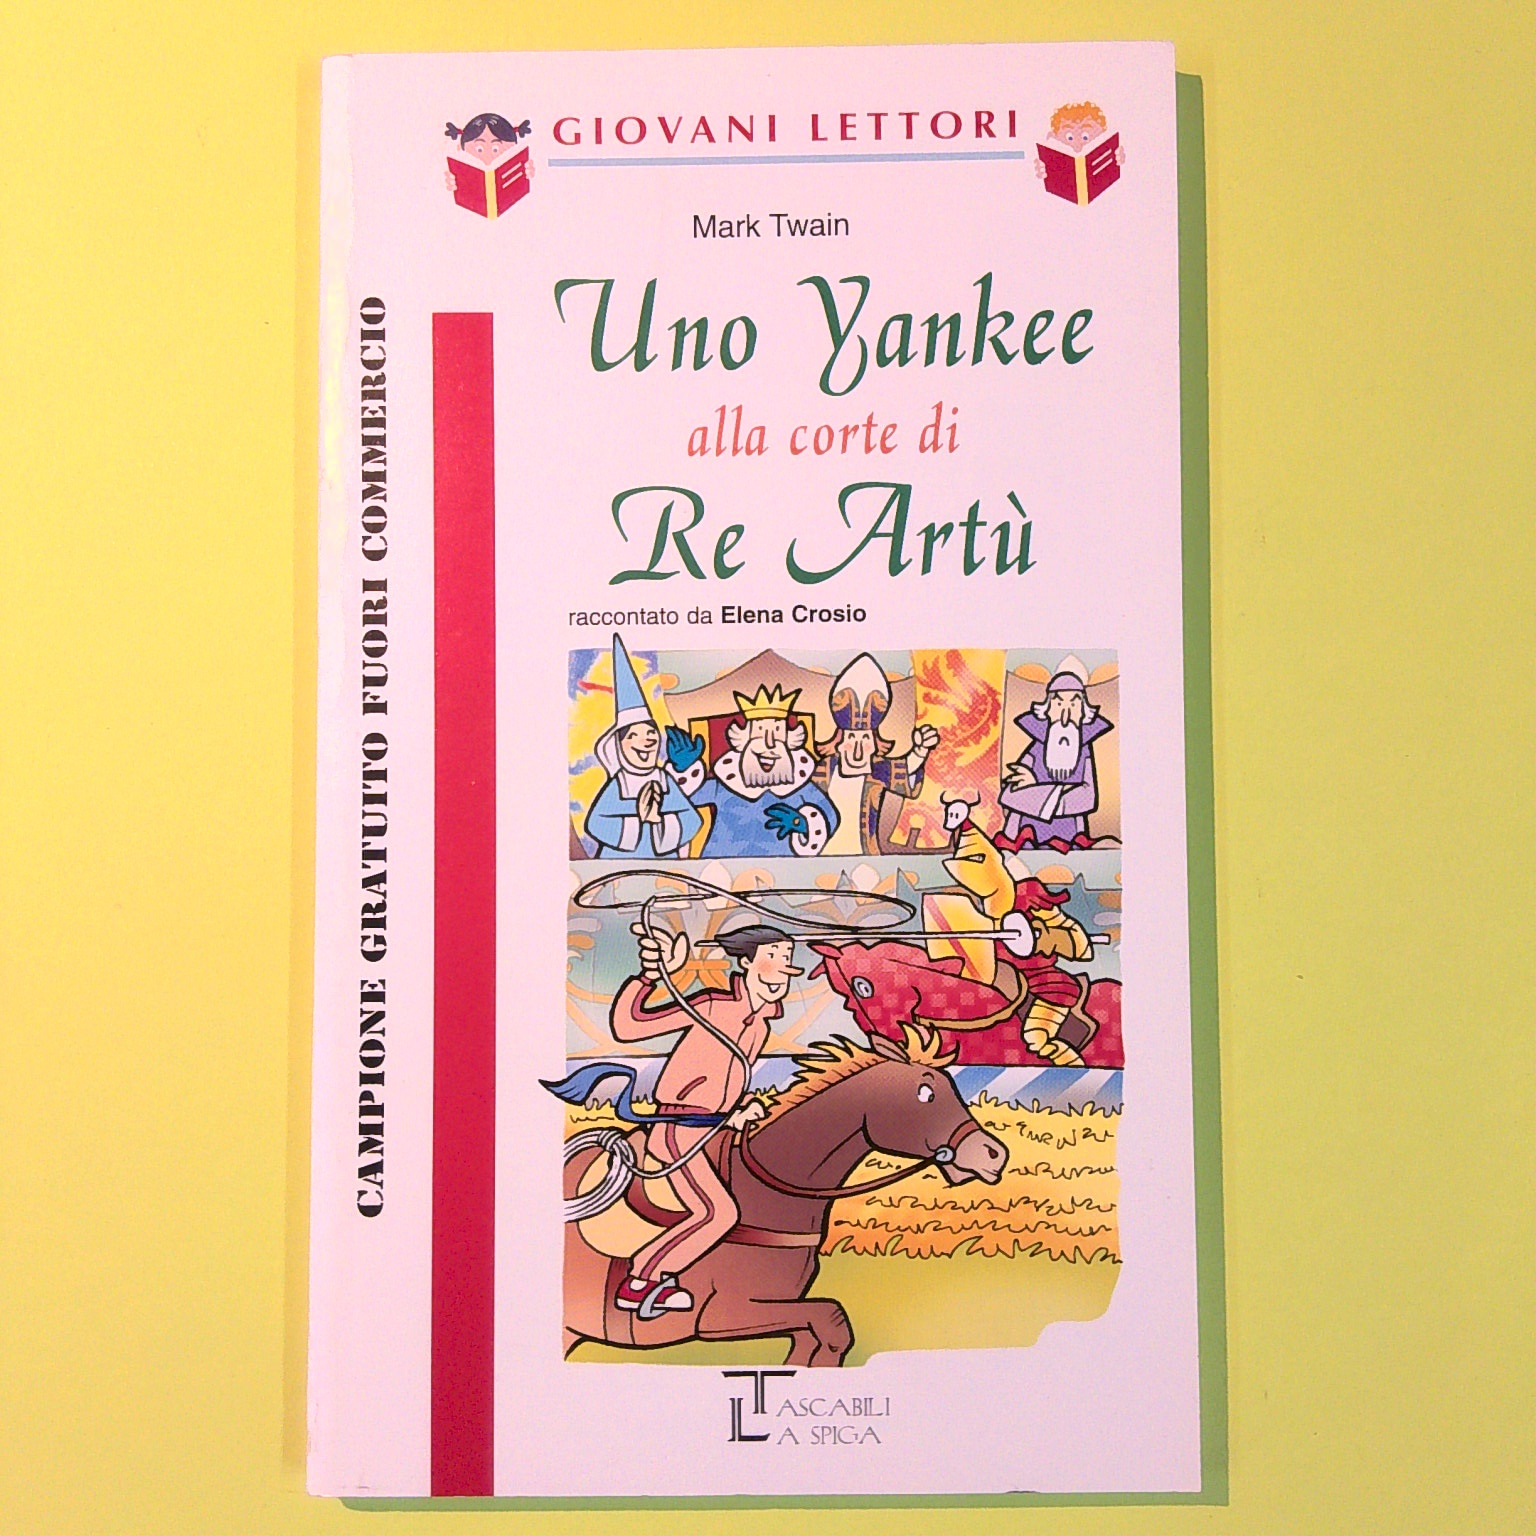 GIOVANI LETTORI
Mark Twain
Uno Yankee
alla corte di
Re Artù
raccontato da Elena Crosio
CAMPIONE GRATUITO FUORI COMMERCIO
TASCABILI
LA SPIGA